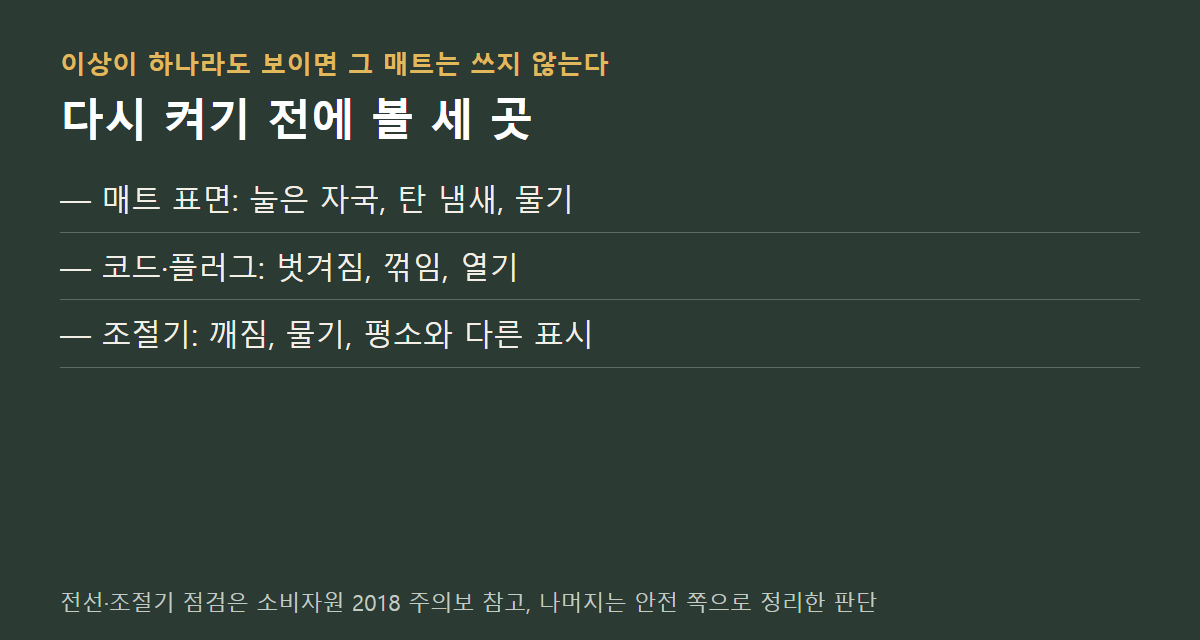 이상이 하나라도 보이면 그 매트는 쓰지 않는다
다시 켜기 전에 볼 세 곳
— 매트 표면: 눌은 자국, 탄 냄새, 물기
— 코드·플러그: 벗겨짐, 꺾임, 열기
— 조절기: 깨짐, 물기, 평소와 다른 표시
전선·조절기 점검은 소비자원 2018 주의보 참고, 나머지는 안전 쪽으로 정리한 판단